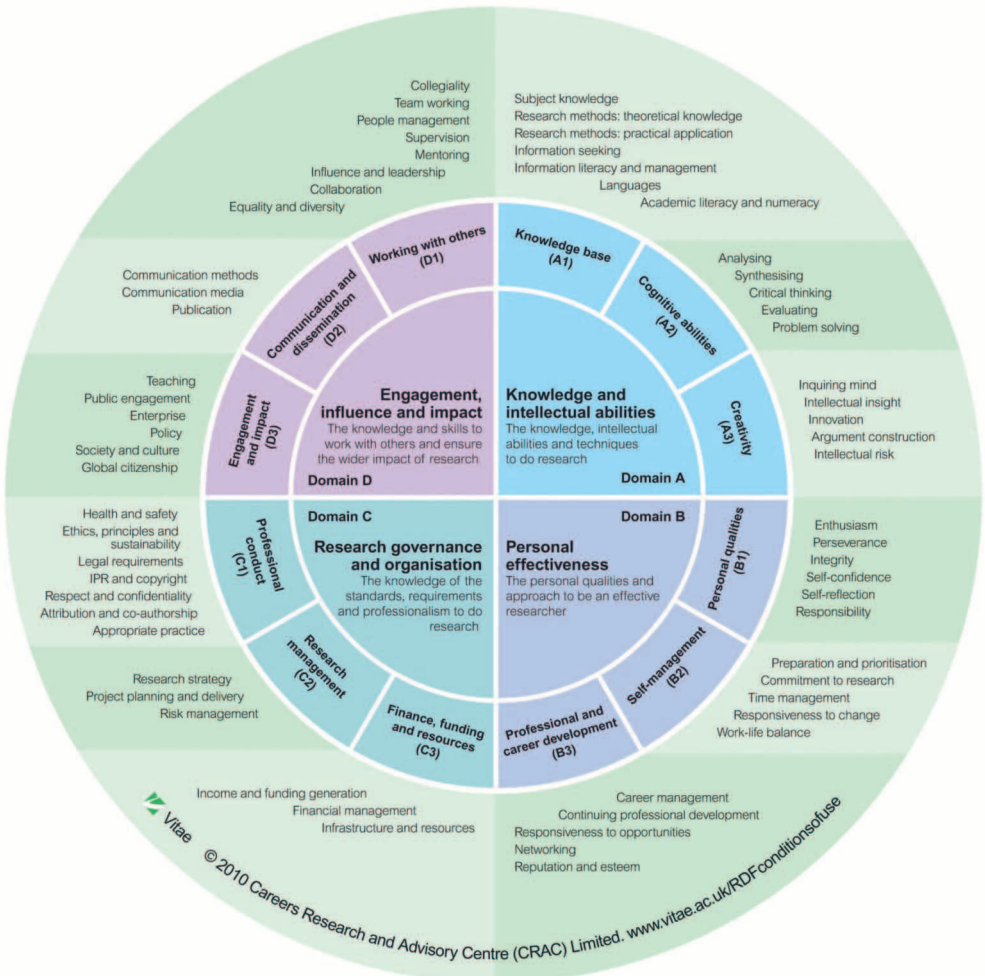 Collegiality
Team working
People management
Supervision
Mentoring
Influence and leadership
Collaboration
Equality and diversity
Subject knowledge
Research methods: theoretical knowledge
Research methods: practical application
Information seeking
Information literacy and management
Languages
Academic literacy and numeracy
Working with others
(D1)
Knowledge base
(A1)
Communication methods
Communication media
Publication
Communication and
dissemination
(D2)
Cognitive abilities
(A2)
Analysing
Synthesising
Critical thinking
Evaluating
Problem solving
Teaching
Public engagement
Enterprise
Policy
Society and culture
Global citizenship
Engagement
and impact
(D3)
Engagement,
influence and impact
The knowledge and skills to
work with others and ensure
the wider impact of research
Domain D
Knowledge and
intellectual abilities
The knowledge, intellectual
abilities and techniques
to do research
Domain A
Creativity
(A3)
Inquiring mind
Intellectual insight
Innovation
Argument construction
Intellectual risk
Health and safety
Ethics, principles and
sustainability
Legal requirements
IPR and copyright
Respect and confidentiality
Attribution and co-authorship
Appropriate practice
Professional
conduct
(C1)
Domain C
Research governance
and organisation
The knowledge of the
standards, requirements
and professionalism to do
research
Domain B
Personal
effectiveness
The personal qualities and
approach to be an effective
researcher
Personal qualities
(B1)
Enthusiasm
Perseverance
Integrity
Self-confidence
Self-reflection
Responsibility
Research strategy
Project planning and delivery
Risk management
Research
management
(C2)
Finance, funding
and resources
(C3)
Professional and
career development
(B3)
Self-management
(B2)
Preparation and prioritisation
Commitment to research
Time management
Responsiveness to change
Work-life balance
Income and funding generation
Financial management
Infrastructure and resources
Career management
Continuing professional development
Responsiveness to opportunities
Networking
Reputation and esteem
Vitae
© 2010 Careers Research and Advisory Centre (CRAC) Limited. www.vitae.ac.uk/RDFconditionsofuse